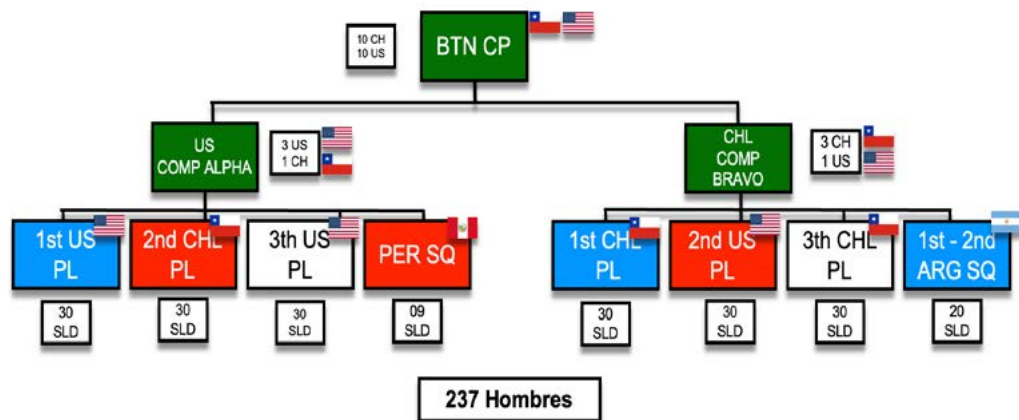 10 CH
10 US
BTN CP
US
COMP ALPHA
3 US
1 CH
CHL
COMP
BRAVO
3 CH
1 US
1st US
PL
2nd CHL
PL
3th US
PL
PER SQ
1st CHL
PL
2nd US
PL
3th CHL
PL
1st - 2nd
ARG SQ
30
SLD
30
SLD
30
SLD
09
SLD
30
SLD
30
SLD
30
SLD
20
SLD
237 Hombres